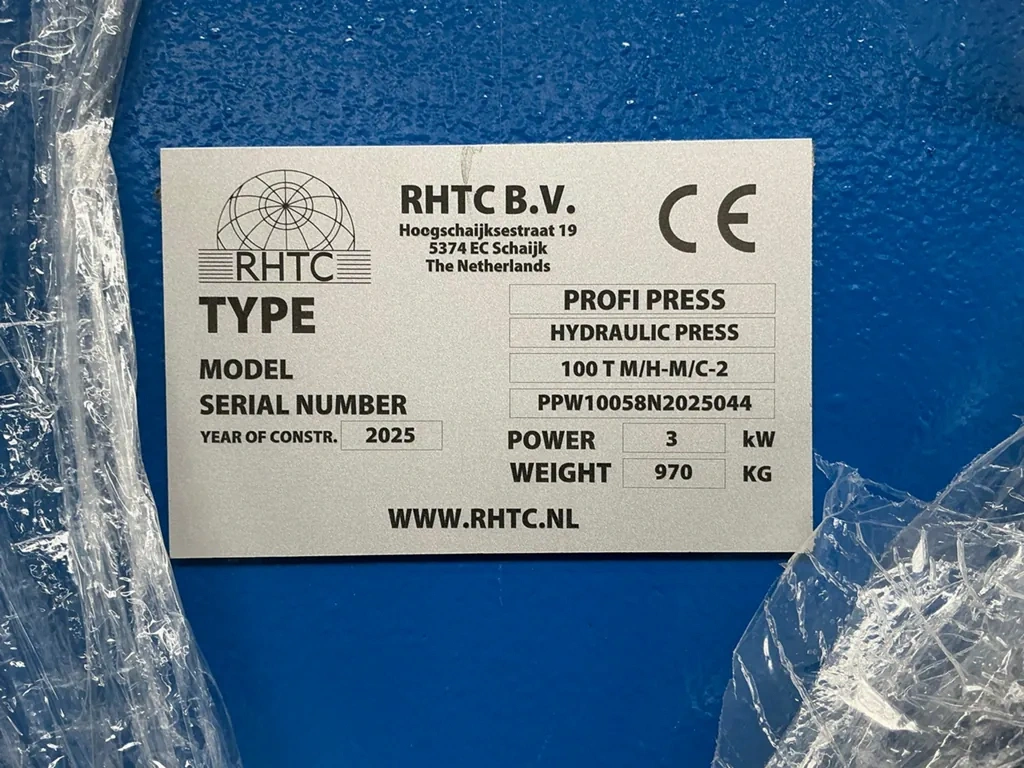 RHTC
RHTC B.V.
Hoogschaijksestraat 19
5374 EC Schaijk
The Netherlands
CE
TYPE
PROFI PRESS
HYDRAULIC PRESS
MODEL
100 T M/H-M/C-2
SERIAL NUMBER
PPW10058N2025044
YEAR OF CONSTR. 2025
POWER 3 kW
WEIGHT 970 KG
WWW.RHTC.NL